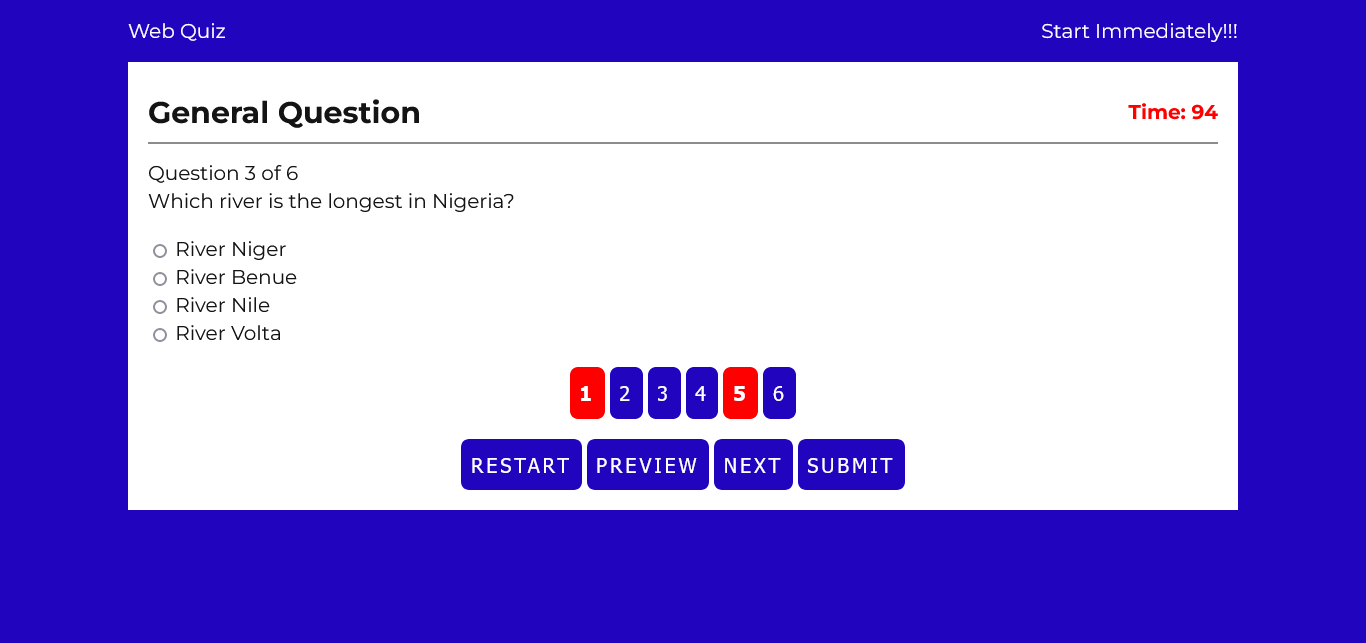 Web Quiz
Start Immediately!!!
General Question
Time: 94
Question 3 of 6
Which river is the longest in Nigeria?
River Niger
River Benue
River Nile
River Volta
1 2 3 4 5 6
RESTART PREVIEW NEXT SUBMIT